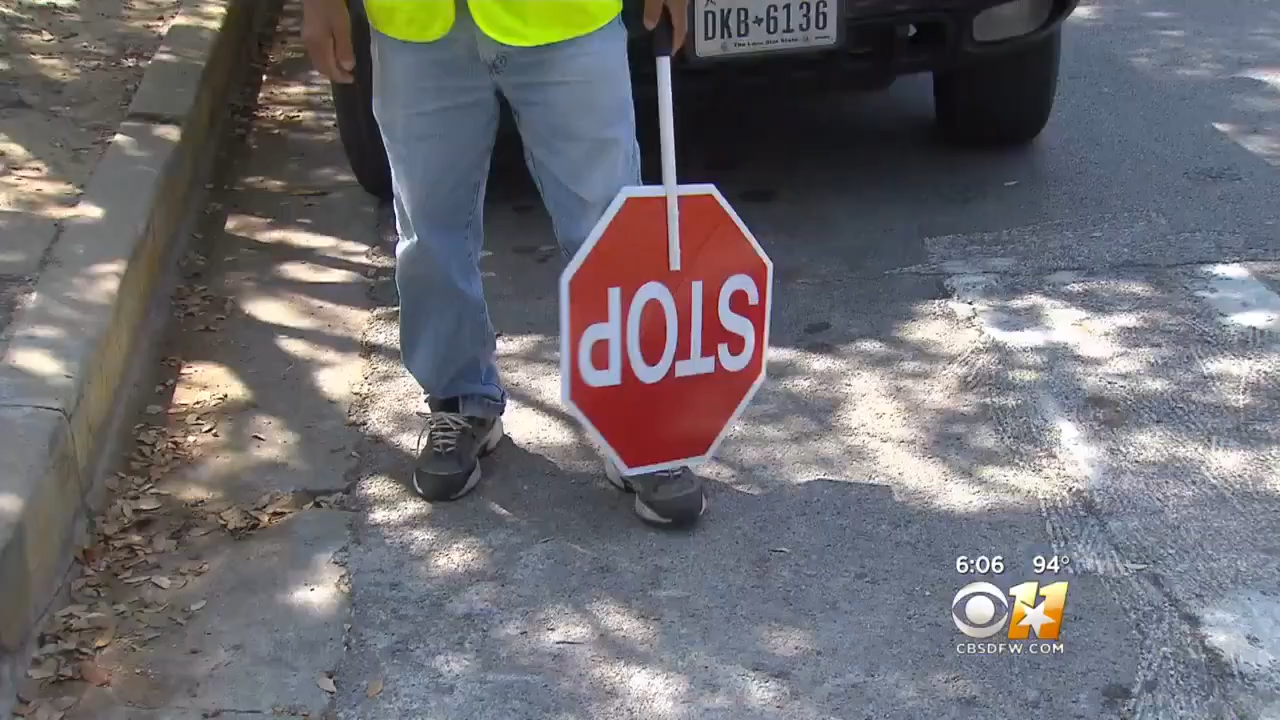 DKB★6136
The Lone Star State
STOP
6:06 94°
11
CBSDFW.COM